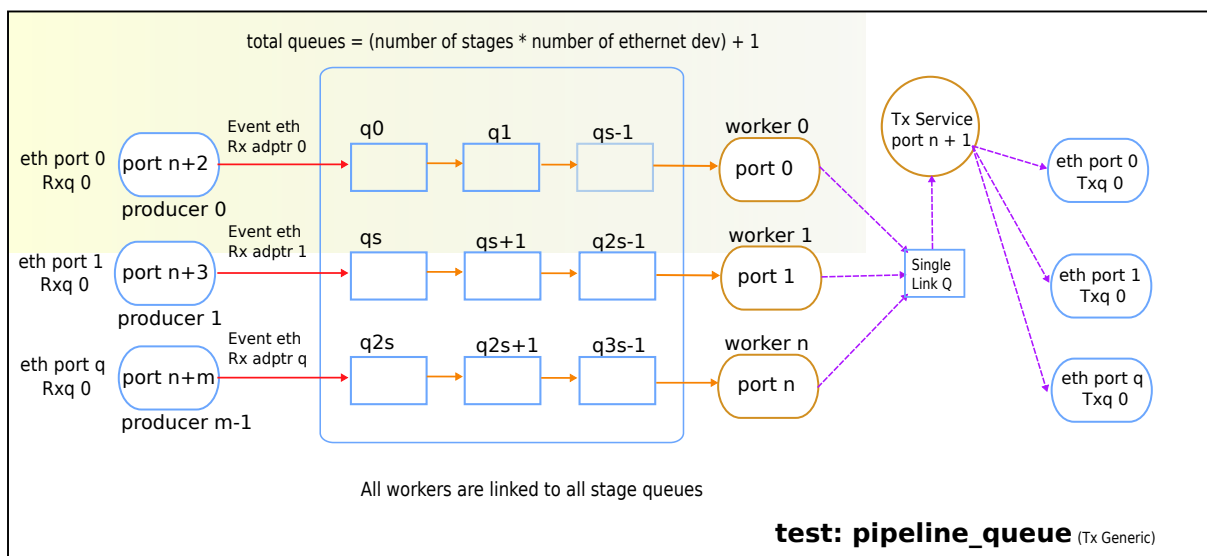 total queues = (number of stages * number of ethernet dev) + 1
eth port 0
Rxq 0
port n+2
producer 0
Event eth
Rx adptr 0
q0
q1
qs-1
worker 0
port 0
Tx Service
port n + 1
eth port 0
Txq 0
eth port 1
Rxq 0
port n+3
producer 1
Event eth
Rx adptr 1
qs
qs+1
q2s-1
worker 1
port 1
Single
Link Q
eth port 1
Txq 0
eth port q
Rxq 0
port n+m
producer m-1
Event eth
Rx adptr q
q2s
q2s+1
q3s-1
worker n
port n
eth port q
Txq 0
All workers are linked to all stage queues
test: pipeline_queue (Tx Generic)